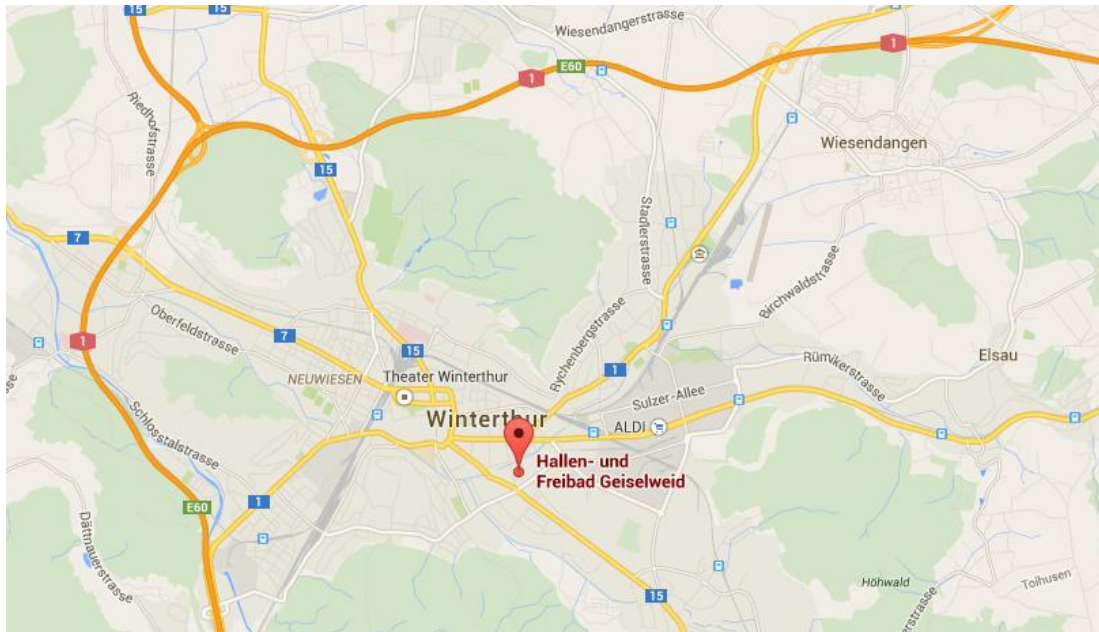 15
15
Wiesendangerstrasse
1
E60
1
Riedhofstrasse
Wiesendangen
15
Stadlerstrasse
7
Birchwaldstrasse
Oberfeldstrasse
7
1
15
Rychenbergstrasse
1
Rümikerstrasse
Elsau
NEUWIESEN
Theater Winterthur
Sulzer-Allee
Winterthur
ALDI
Schlosstalstrasse
Hallen- und
Freibad Geiselweid
1
E60
Dättnauerstrasse
Höhwald
Tolhusen
15